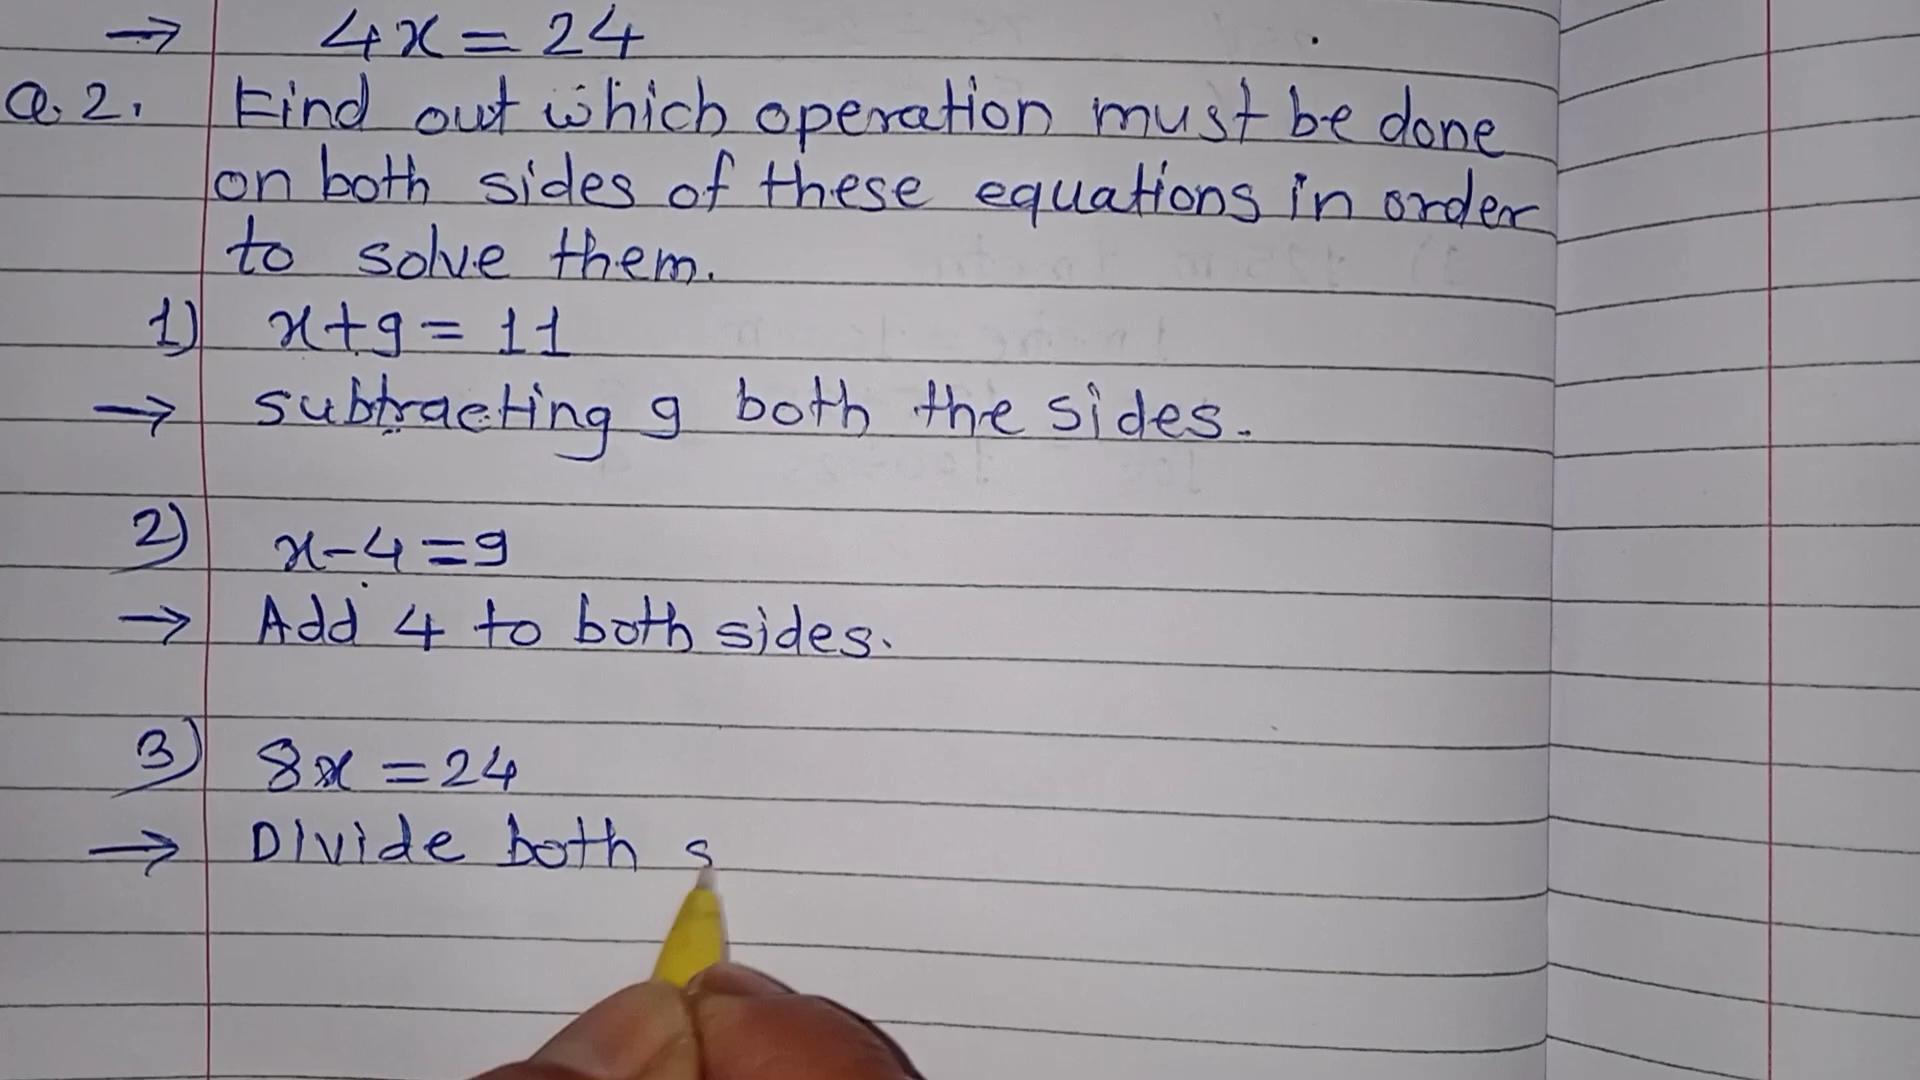 → 4x = 24
Q. 2. Find out which operation must be done
on both sides of these equations in order
to solve them.
1) x+9 = 11
→ subtracting 9 both the sides.
2) x-4 = 9
→ Add 4 to both sides.
3) 8x = 24
→ Divide both s